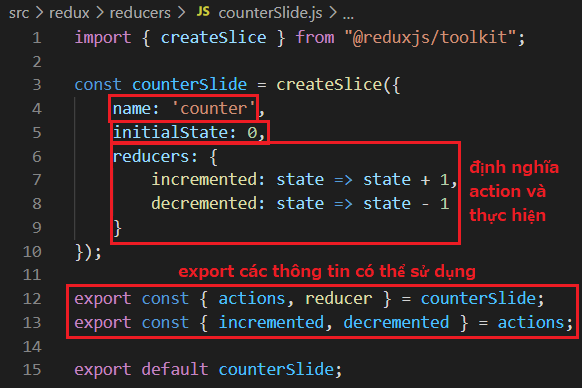 src > redux > reducers > JS counterSlide.js > ...
1 import { createSlice } from "@reduxjs/toolkit";
2
3 const counterSlide = createSlice({
4 name: 'counter',
5 initialState: 0,
6 reducers: {
7 incremented: state => state + 1,
8 decremented: state => state - 1
9 }
định nghĩa
action và
thực hiện
10 });
11
export các thông tin có thể sử dụng
12 export const { actions, reducer } = counterSlide;
13 export const { incremented, decremented } = actions;
14
15 export default counterSlide;